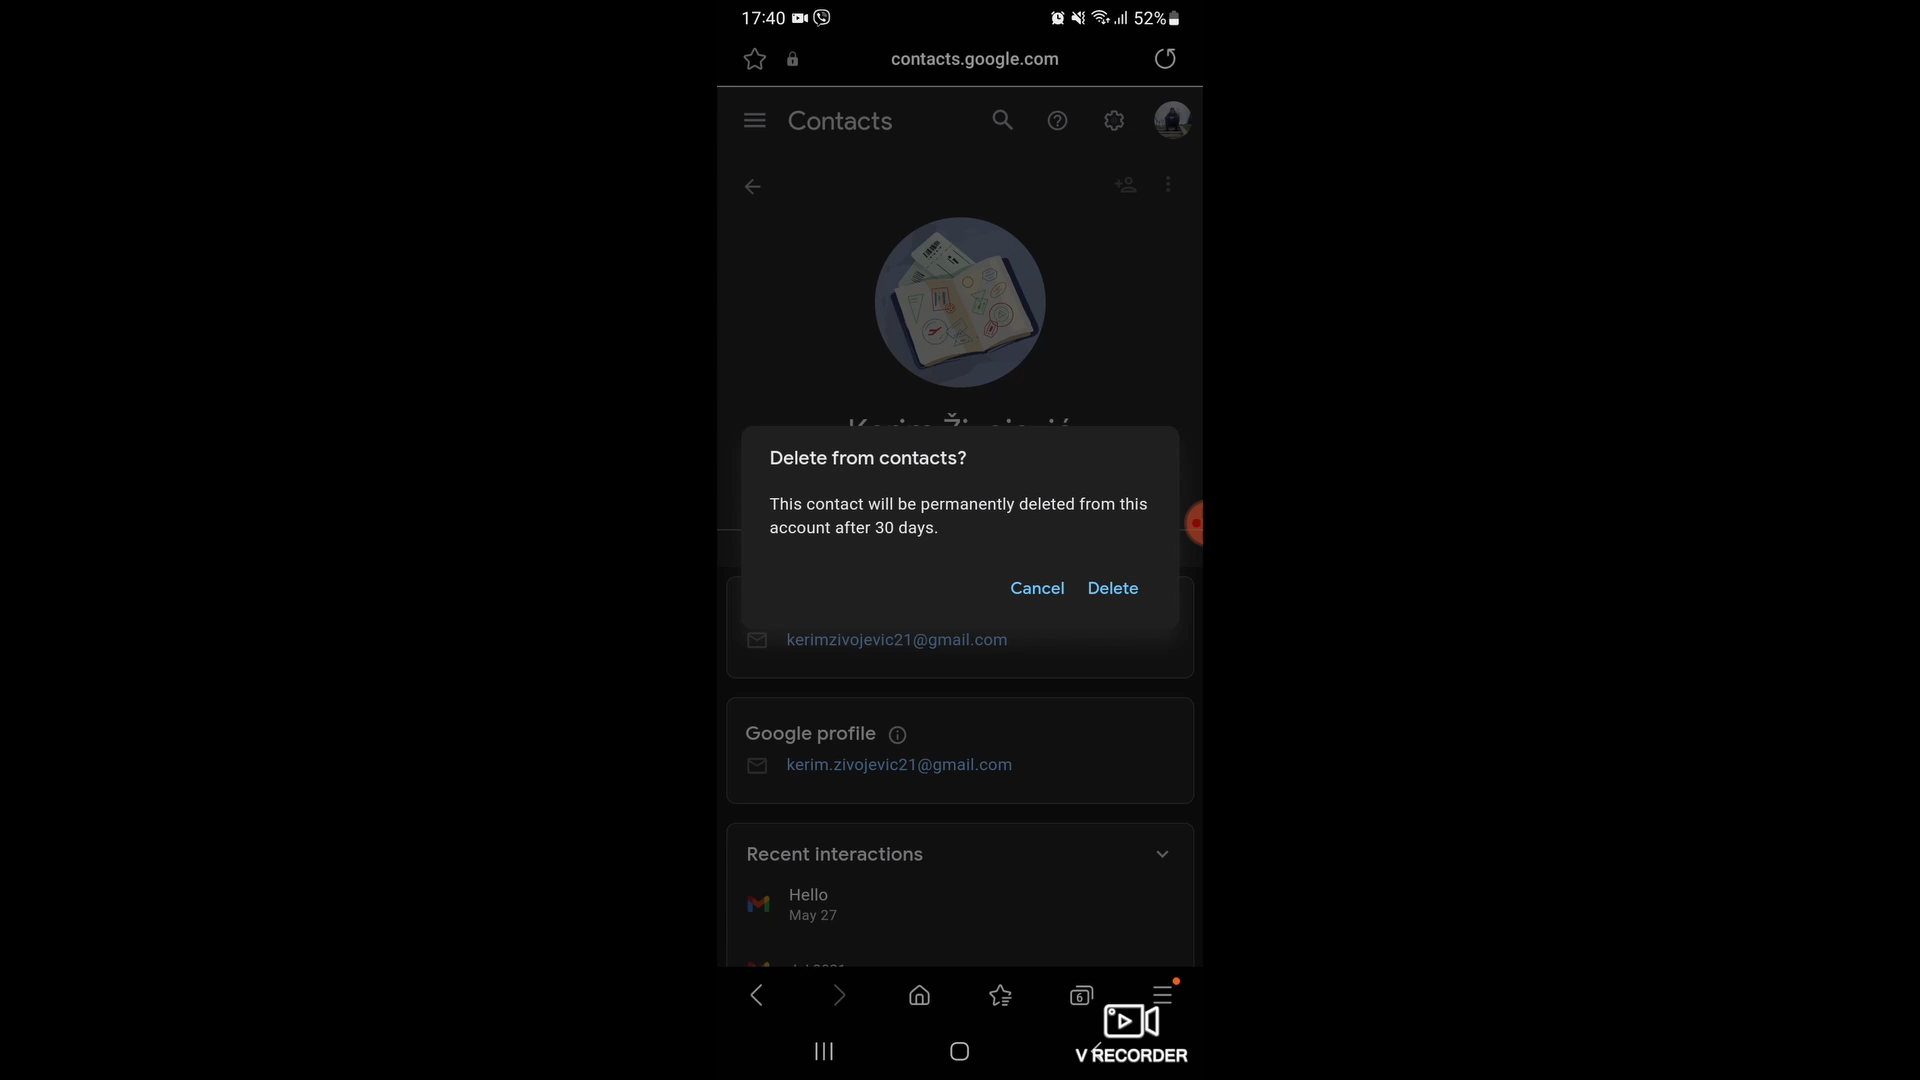 17:40
52%
contacts.google.com
Contacts
Delete from contacts?
This contact will be permanently deleted from this
account after 30 days.
Cancel Delete
kerimzivojevic21@gmail.com
Google profile
kerim.zivojevic21@gmail.com
Recent interactions
Hello
May 27
6
V RECORDER